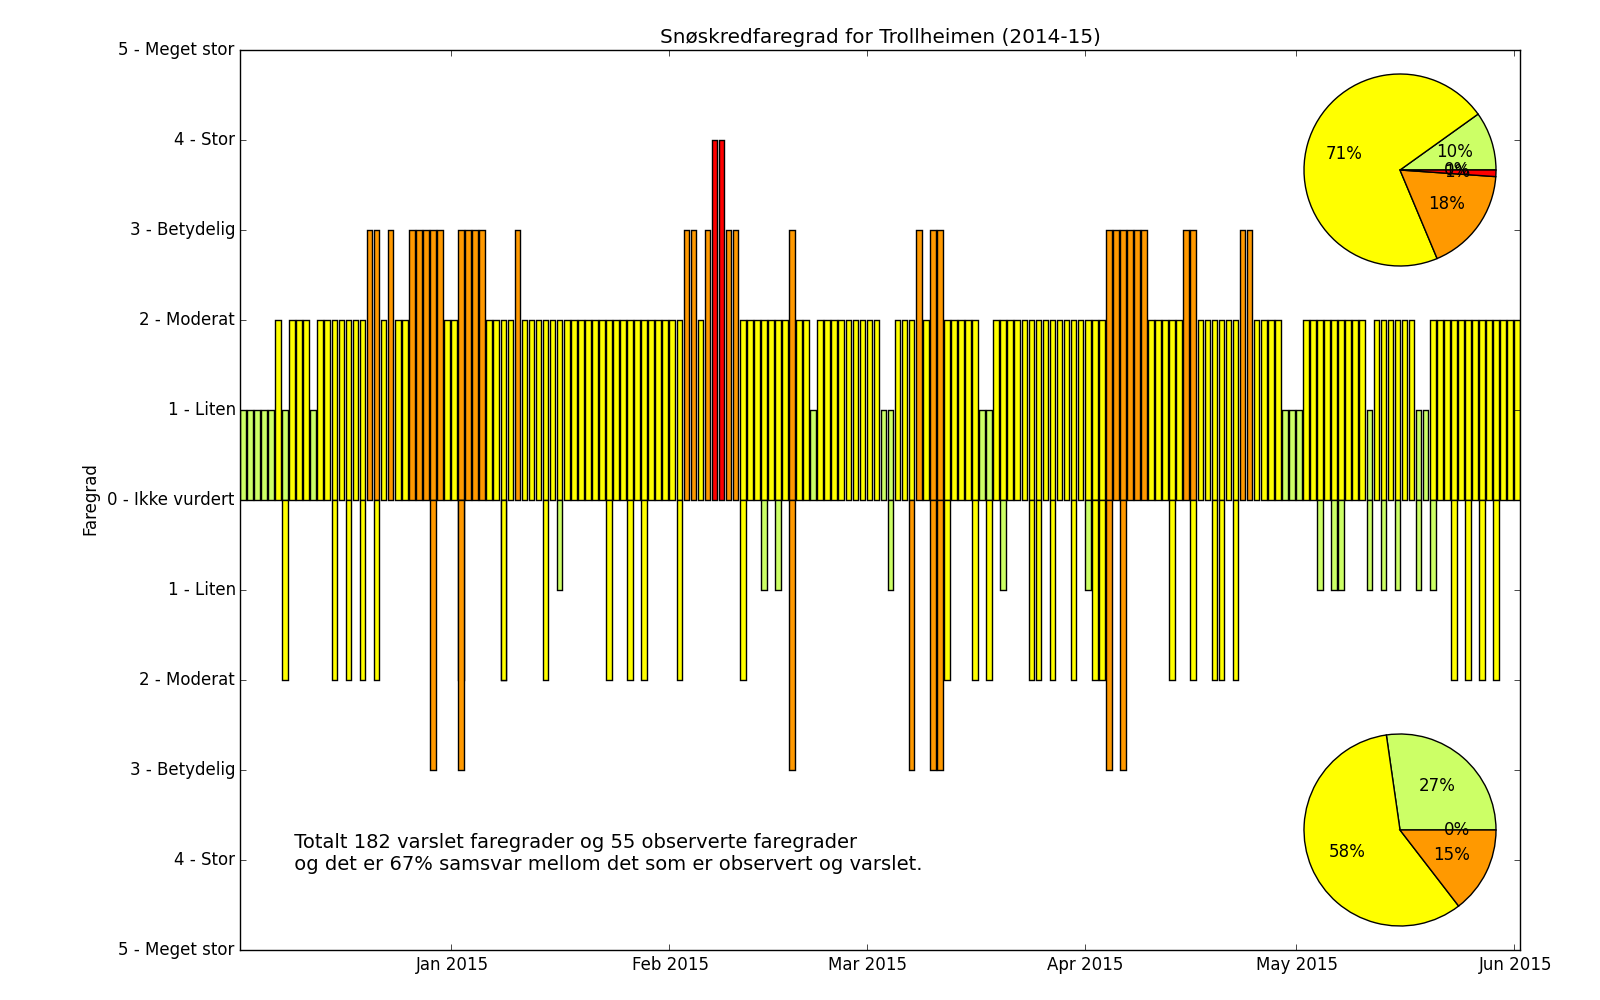 Snøskredfaregrad for Trollheimen (2014-15)
5 - Meget stor
4 - Stor
3 - Betydelig
2 - Moderat
1 - Liten
0 - Ikke vurdert
1 - Liten
2 - Moderat
3 - Betydelig
4 - Stor
5 - Meget stor
Faregrad
71%
10%
0%
1%
18%
27%
0%
58%
15%
Totalt 182 varslet faregrader og 55 observerte faregrader
og det er 67% samsvar mellom det som er observert og varslet.
Jan 2015
Feb 2015
Mar 2015
Apr 2015
May 2015
Jun 2015